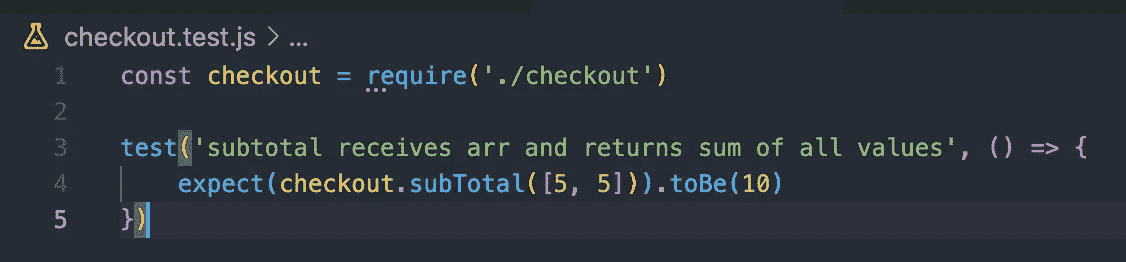 checkout.test.js > ...
1 const checkout = require('./checkout')
2
3 test('subtotal receives arr and returns sum of all values', () => {
4 expect(checkout.subTotal([5, 5])).toBe(10)
5 })